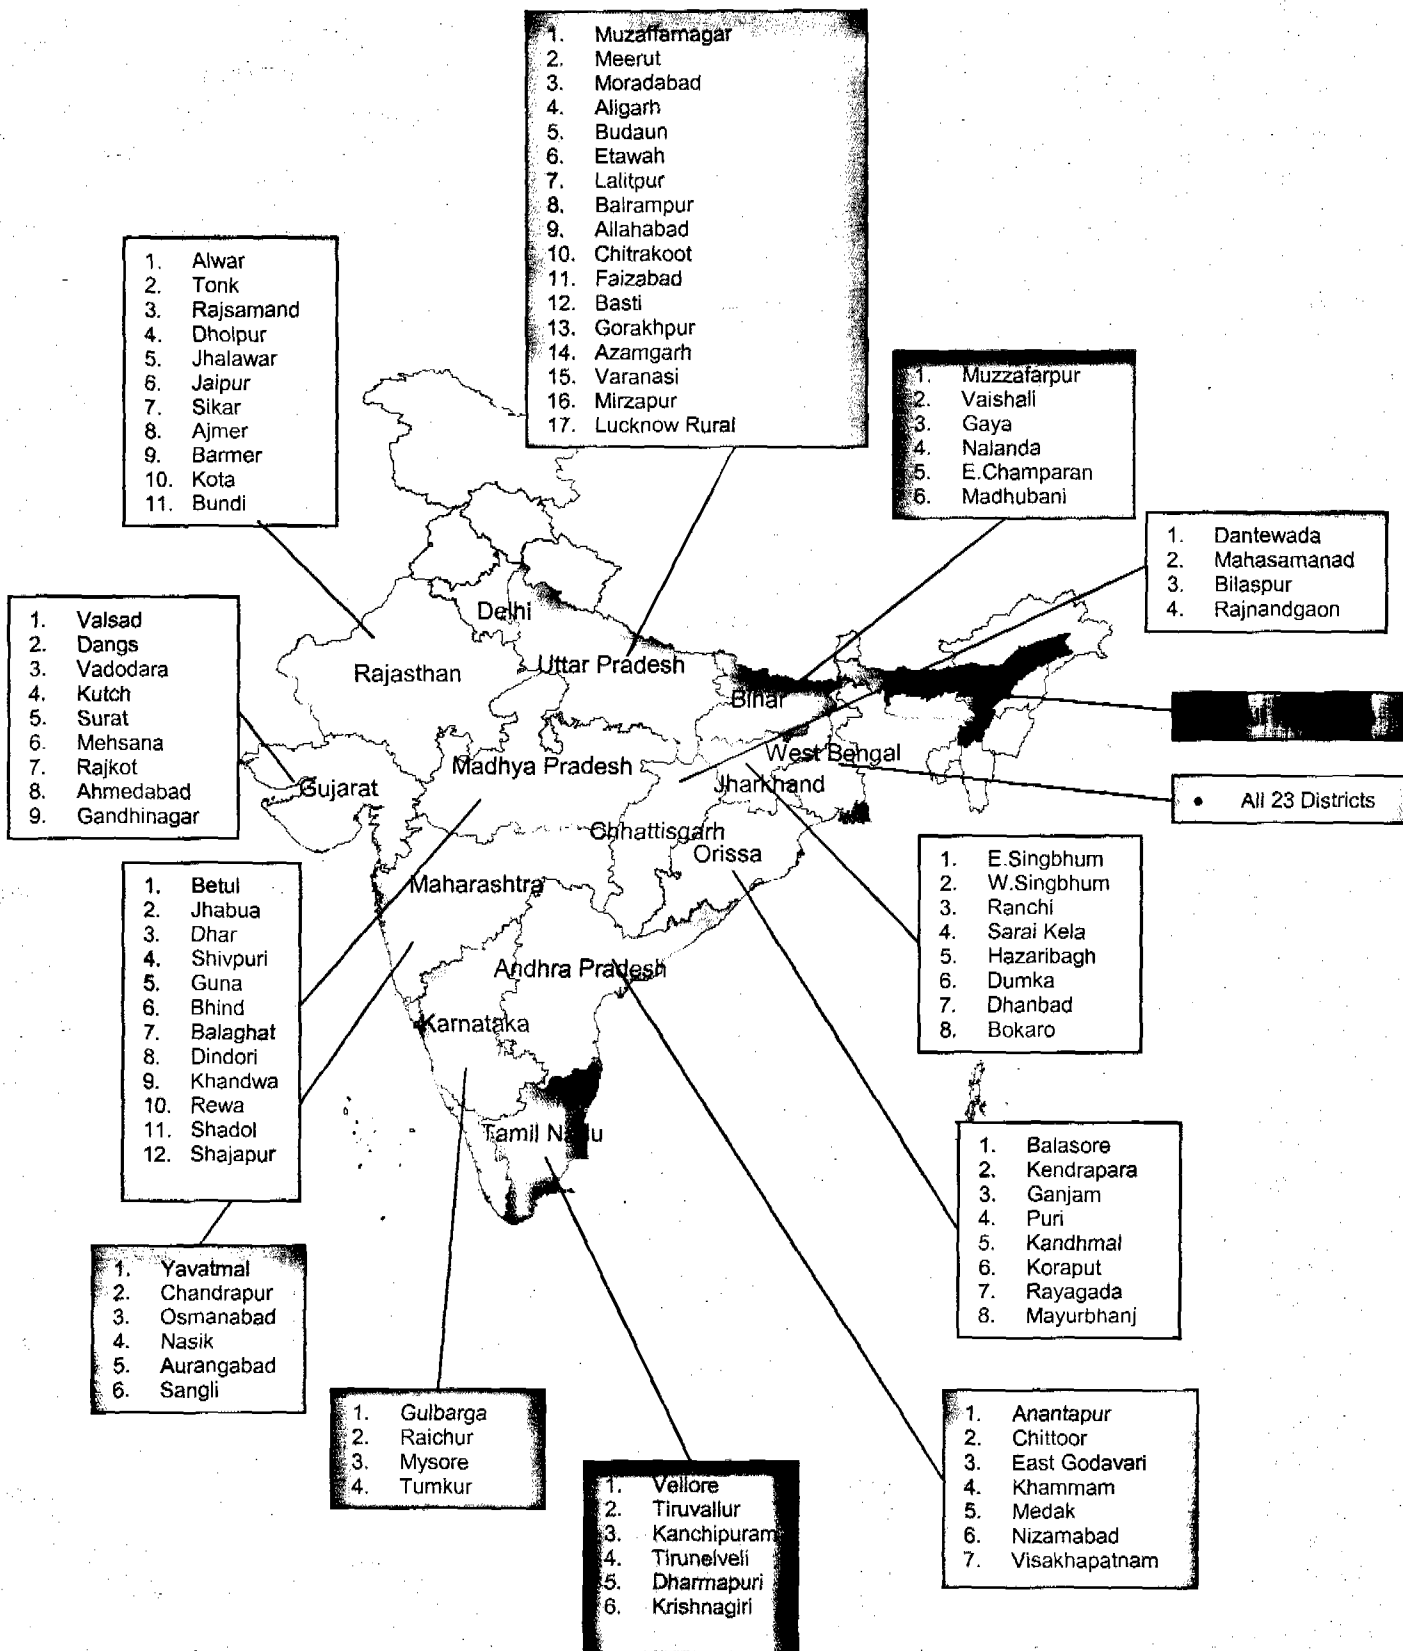 1. Muzaffarnagar
2. Meerut
3. Moradabad
4. Aligarh
5. Budaun
6. Etawah
7. Lalitpur
8. Balrampur
9. Allahabad
10. Chitrakoot
11. Faizabad
12. Basti
13. Gorakhpur
14. Azamgarh
15. Varanasi
16. Mirzapur
17. Lucknow Rural
1. Alwar
2. Tonk
3. Rajsamand
4. Dholpur
5. Jhalawar
6. Jaipur
7. Sikar
8. Ajmer
9. Barmer
10. Kota
11. Bundi
1. Muzzafarpur
2. Vaishali
3. Gaya
4. Nalanda
5. E.Champaran
6. Madhubani
1. Dantewada
2. Mahasamanad
3. Bilaspur
4. Rajnandgaon
1. Valsad
2. Dangs
3. Vadodara
4. Kutch
5. Surat
6. Mehsana
7. Rajkot
8. Ahmedabad
9. Gandhinagar
Delhi
Rajasthan
Uttar Pradesh
Bihar
West Bengal
Madhya Pradesh
Jharkhand
Gujarat
Chhattisgarh
Orissa
Maharashtra
Andhra Pradesh
Karnataka
Tamil Nadu
• All 23 Districts
1. E.Singbhum
2. W.Singbhum
3. Ranchi
4. Sarai Kela
5. Hazaribagh
6. Dumka
7. Dhanbad
8. Bokaro
1. Betul
2. Jhabua
3. Dhar
4. Shivpuri
5. Guna
6. Bhind
7. Balaghat
8. Dindori
9. Khandwa
10. Rewa
11. Shadol
12. Shajapur
1. Balasore
2. Kendrapara
3. Ganjam
4. Puri
5. Kandhmal
6. Koraput
7. Rayagada
8. Mayurbhanj
1. Yavatmal
2. Chandrapur
3. Osmanabad
4. Nasik
5. Aurangabad
6. Sangli
1. Gulbarga
2. Raichur
3. Mysore
4. Tumkur
1. Vellore
2. Tiruvallur
3. Kanchipuram
4. Tirunelveli
5. Dharmapuri
6. Krishnagiri
1. Anantapur
2. Chittoor
3. East Godavari
4. Khammam
5. Medak
6. Nizamabad
7. Visakhapatnam